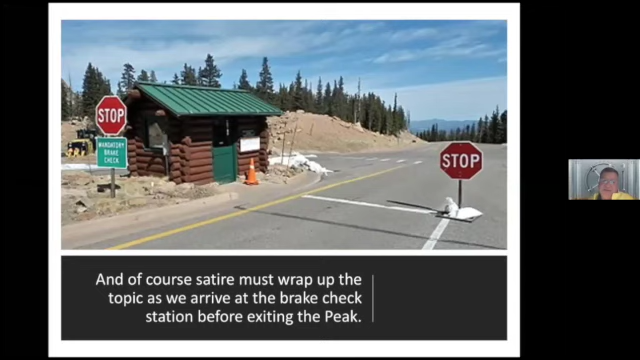 STOP
MANDATORY
BRAKE
CHECK
STOP
And of course satire must wrap up the
topic as we arrive at the brake check
station before exiting the Peak.